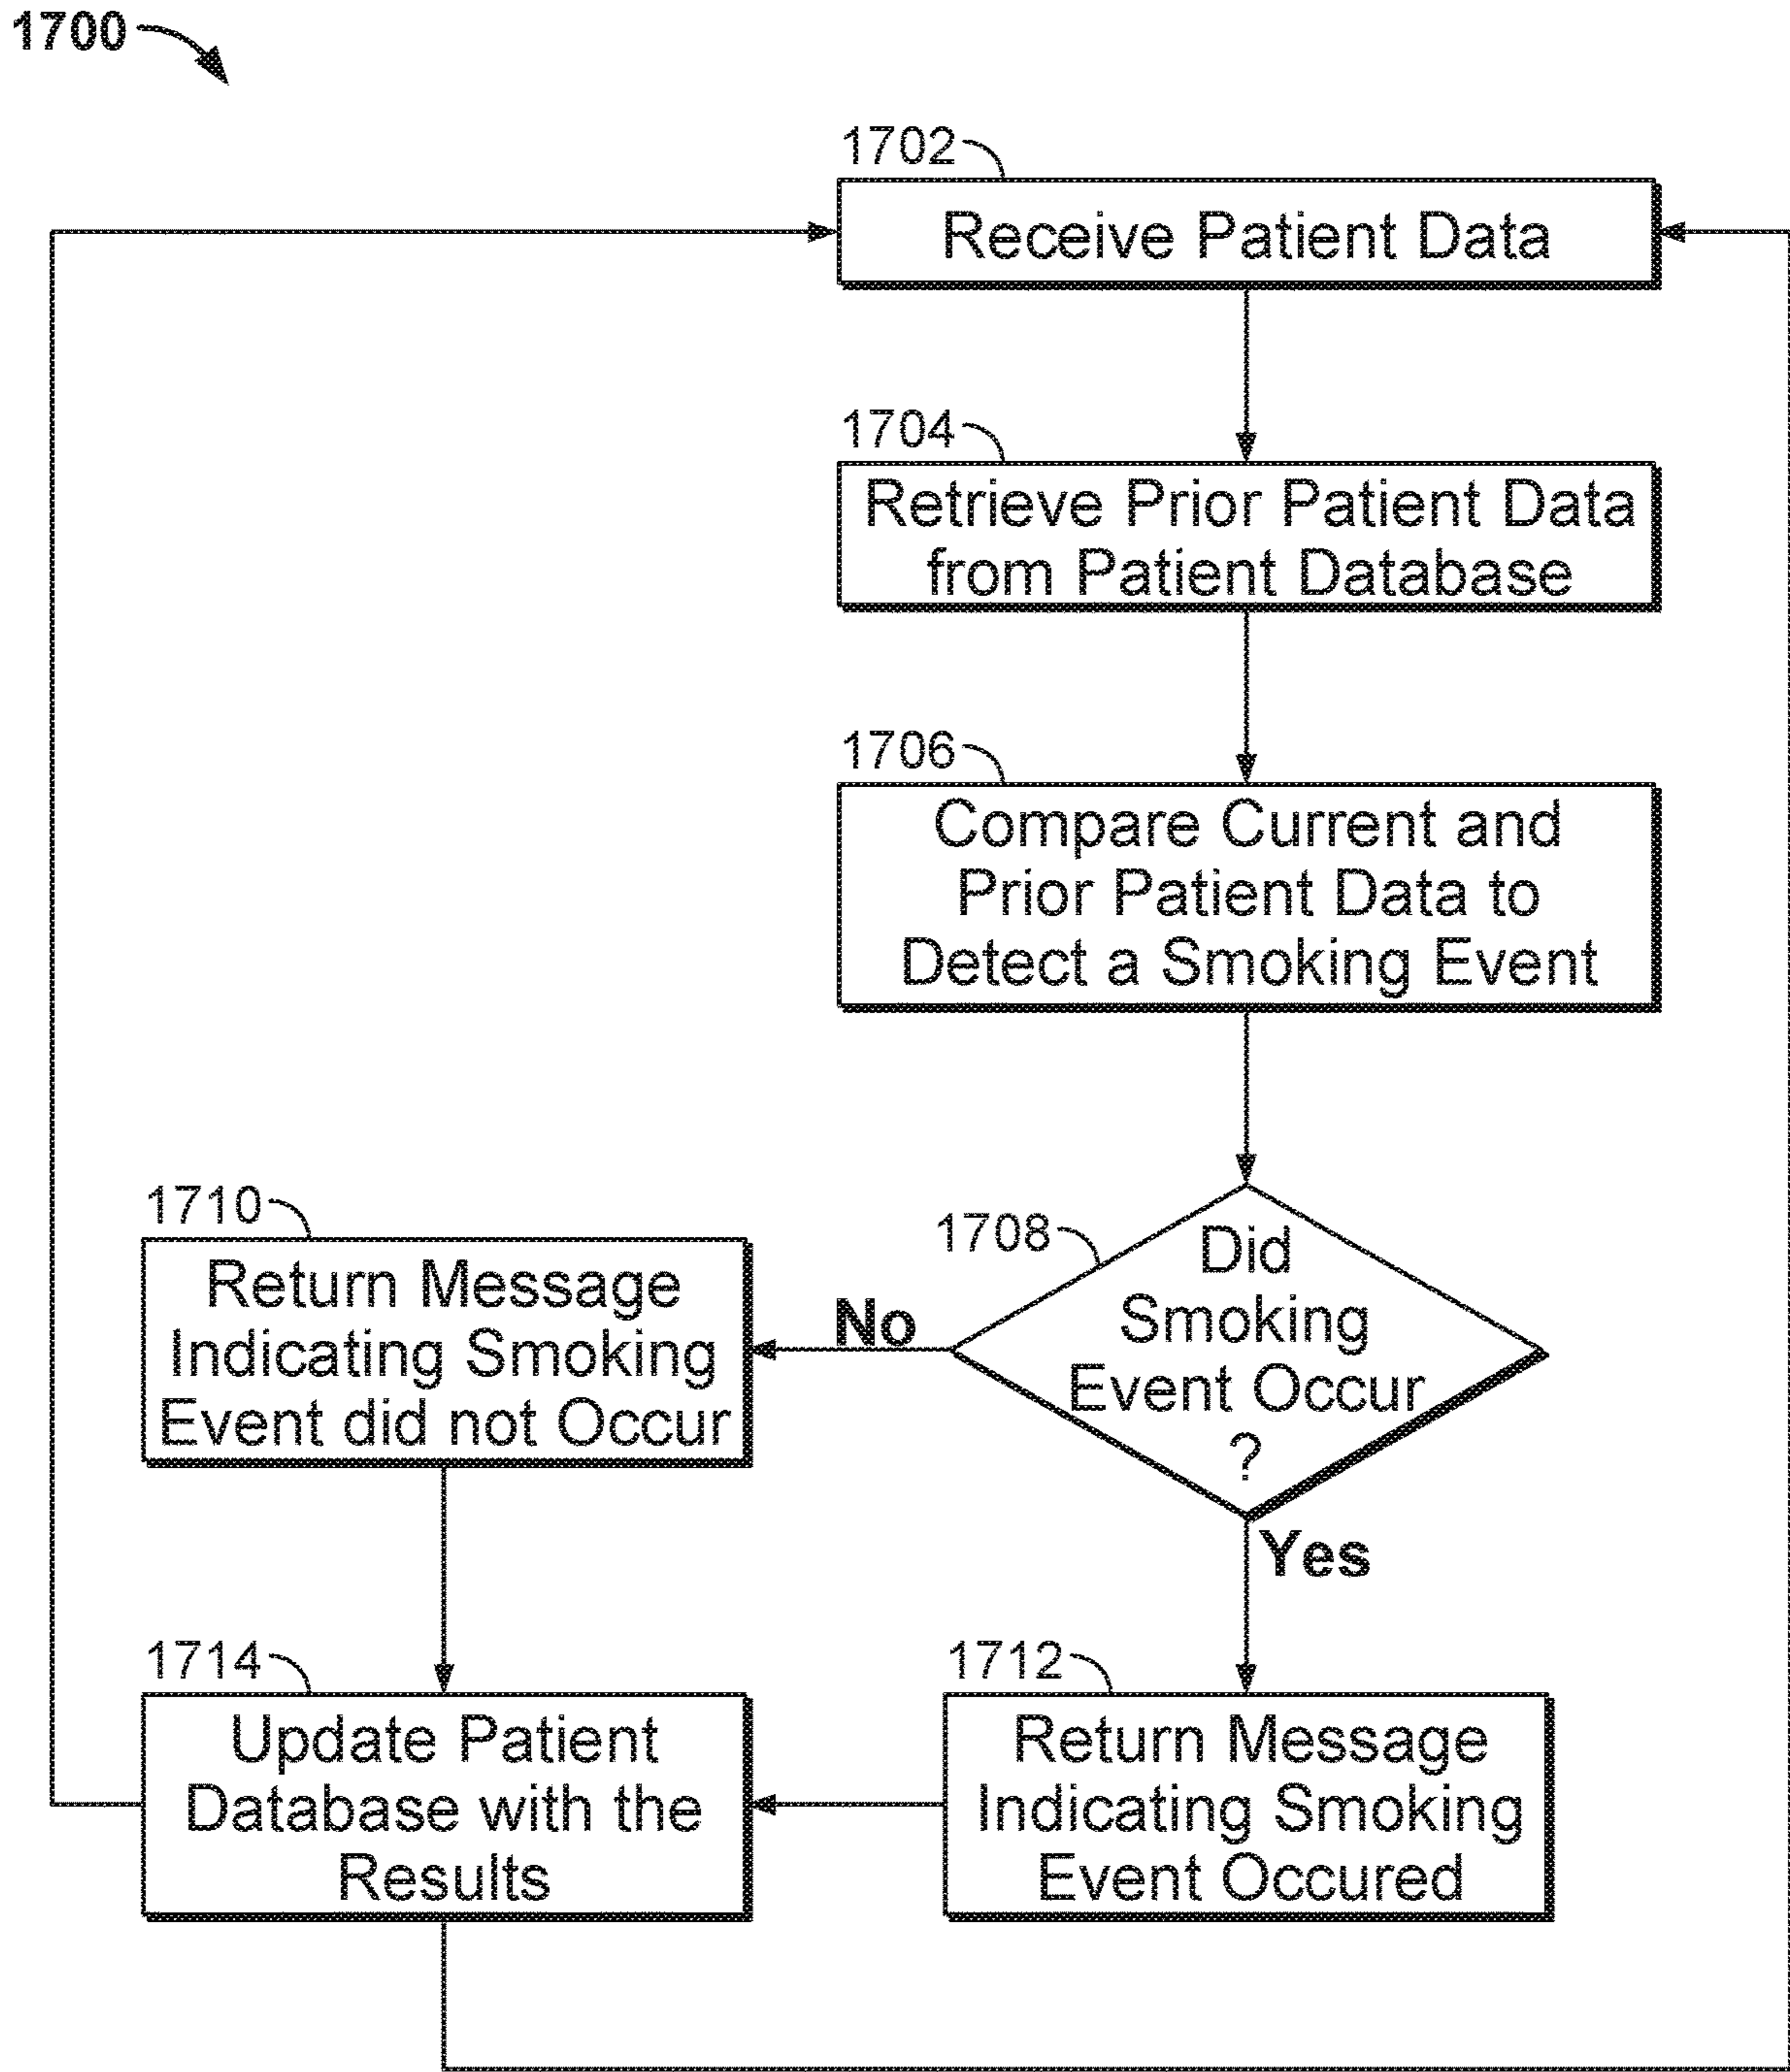 1700
1702
Receive Patient Data
1704
Retrieve Prior Patient Data
from Patient Database
1706
Compare Current and
Prior Patient Data to
Detect a Smoking Event
1708
Did
Smoking
Event Occur
?
No
Yes
1710
Return Message
Indicating Smoking
Event did not Occur
1712
Return Message
Indicating Smoking
Event Occured
1714
Update Patient
Database with the
Results